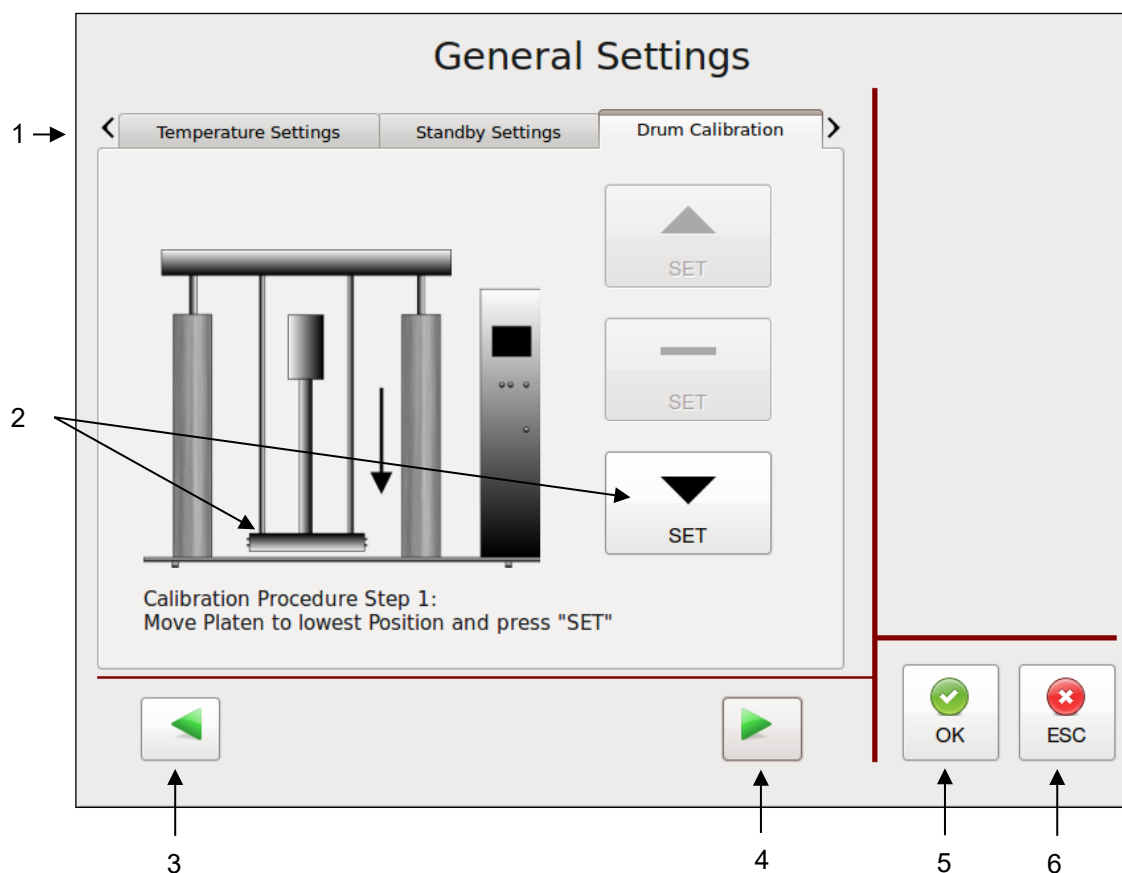 General Settings
1
Temperature Settings
Standby Settings
Drum Calibration
SET
SET
2
SET
Calibration Procedure Step 1:
Move Platen to lowest Position and press "SET"
OK
ESC
3
4
5
6